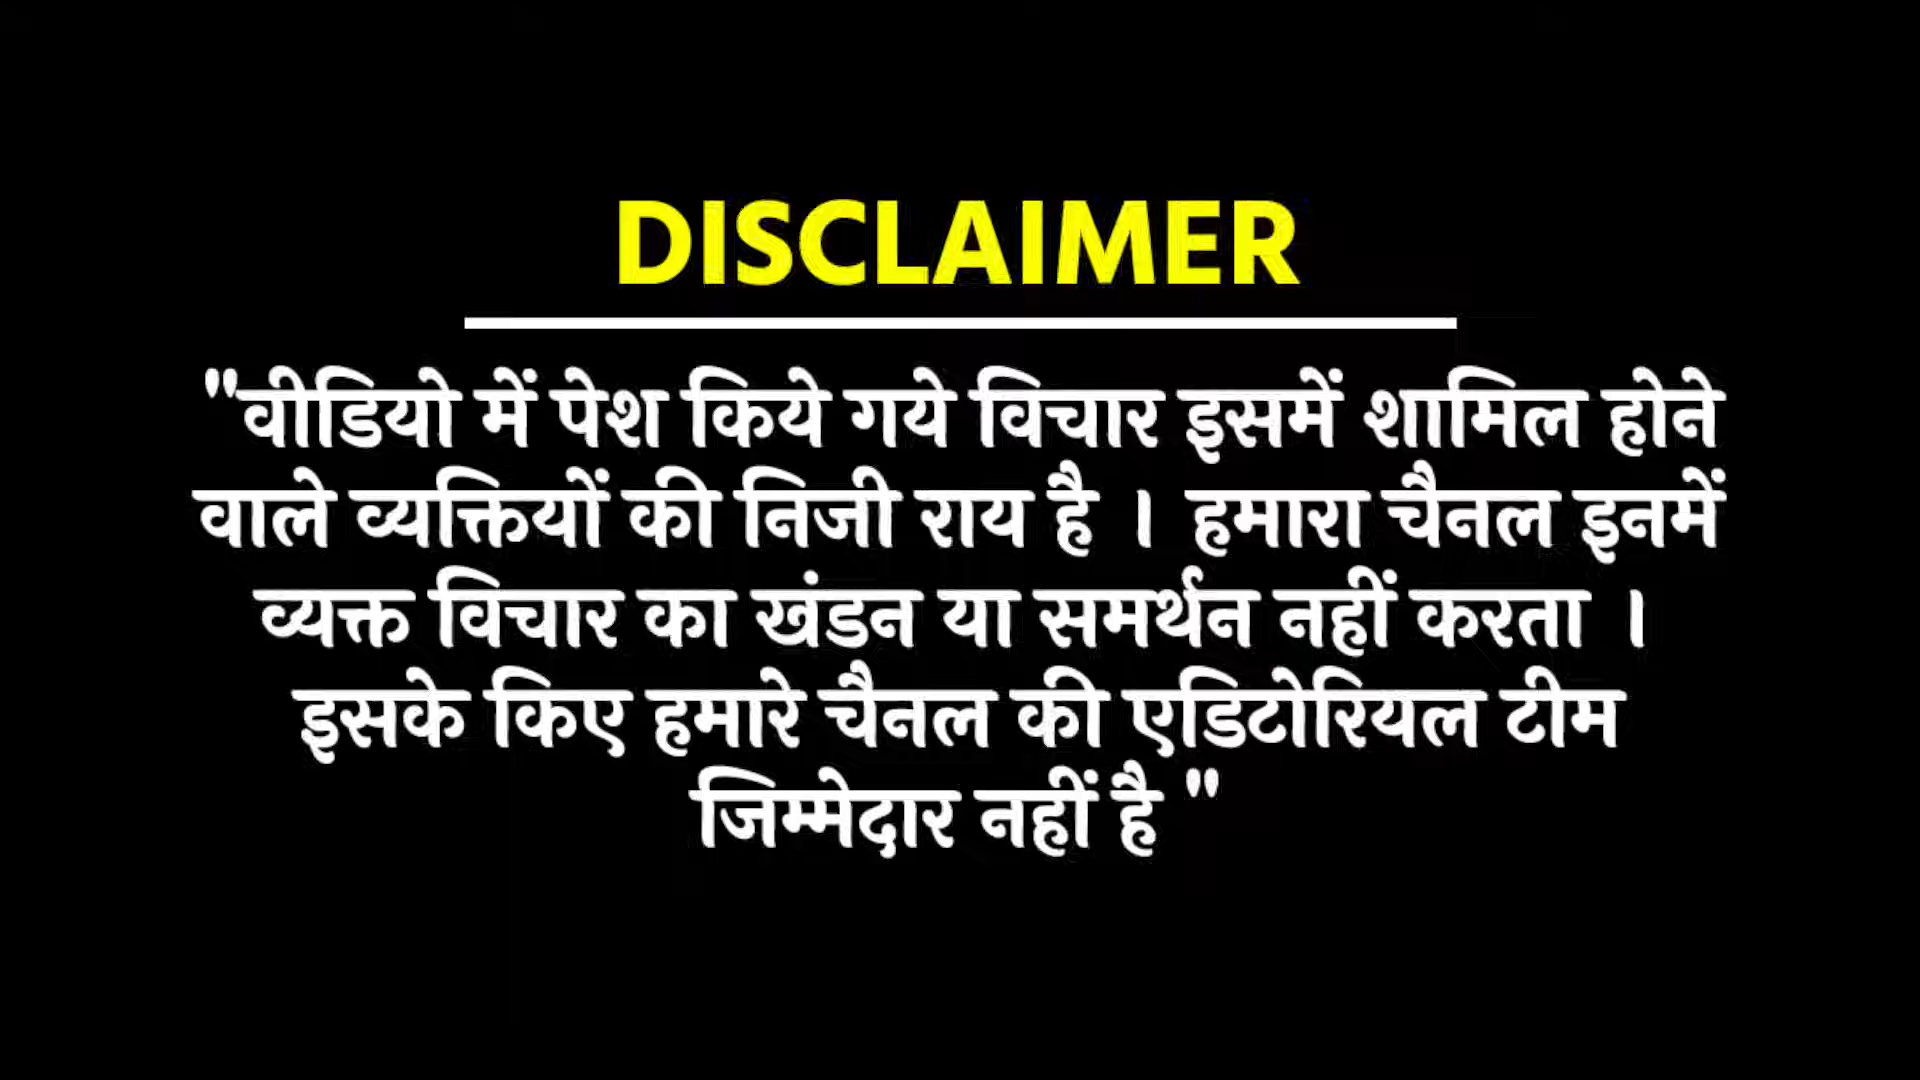 DISCLAIMER
"वीडियो में पेश किये गये विचार इसमें शामिल होने
वाले व्यक्तियों की निजी राय है । हमारा चैनल इनमें
व्यक्त विचार का खंडन या समर्थन नहीं करता ।
इसके किए हमारे चैनल की एडिटोरियल टीम
जिम्मेदार नहीं है "